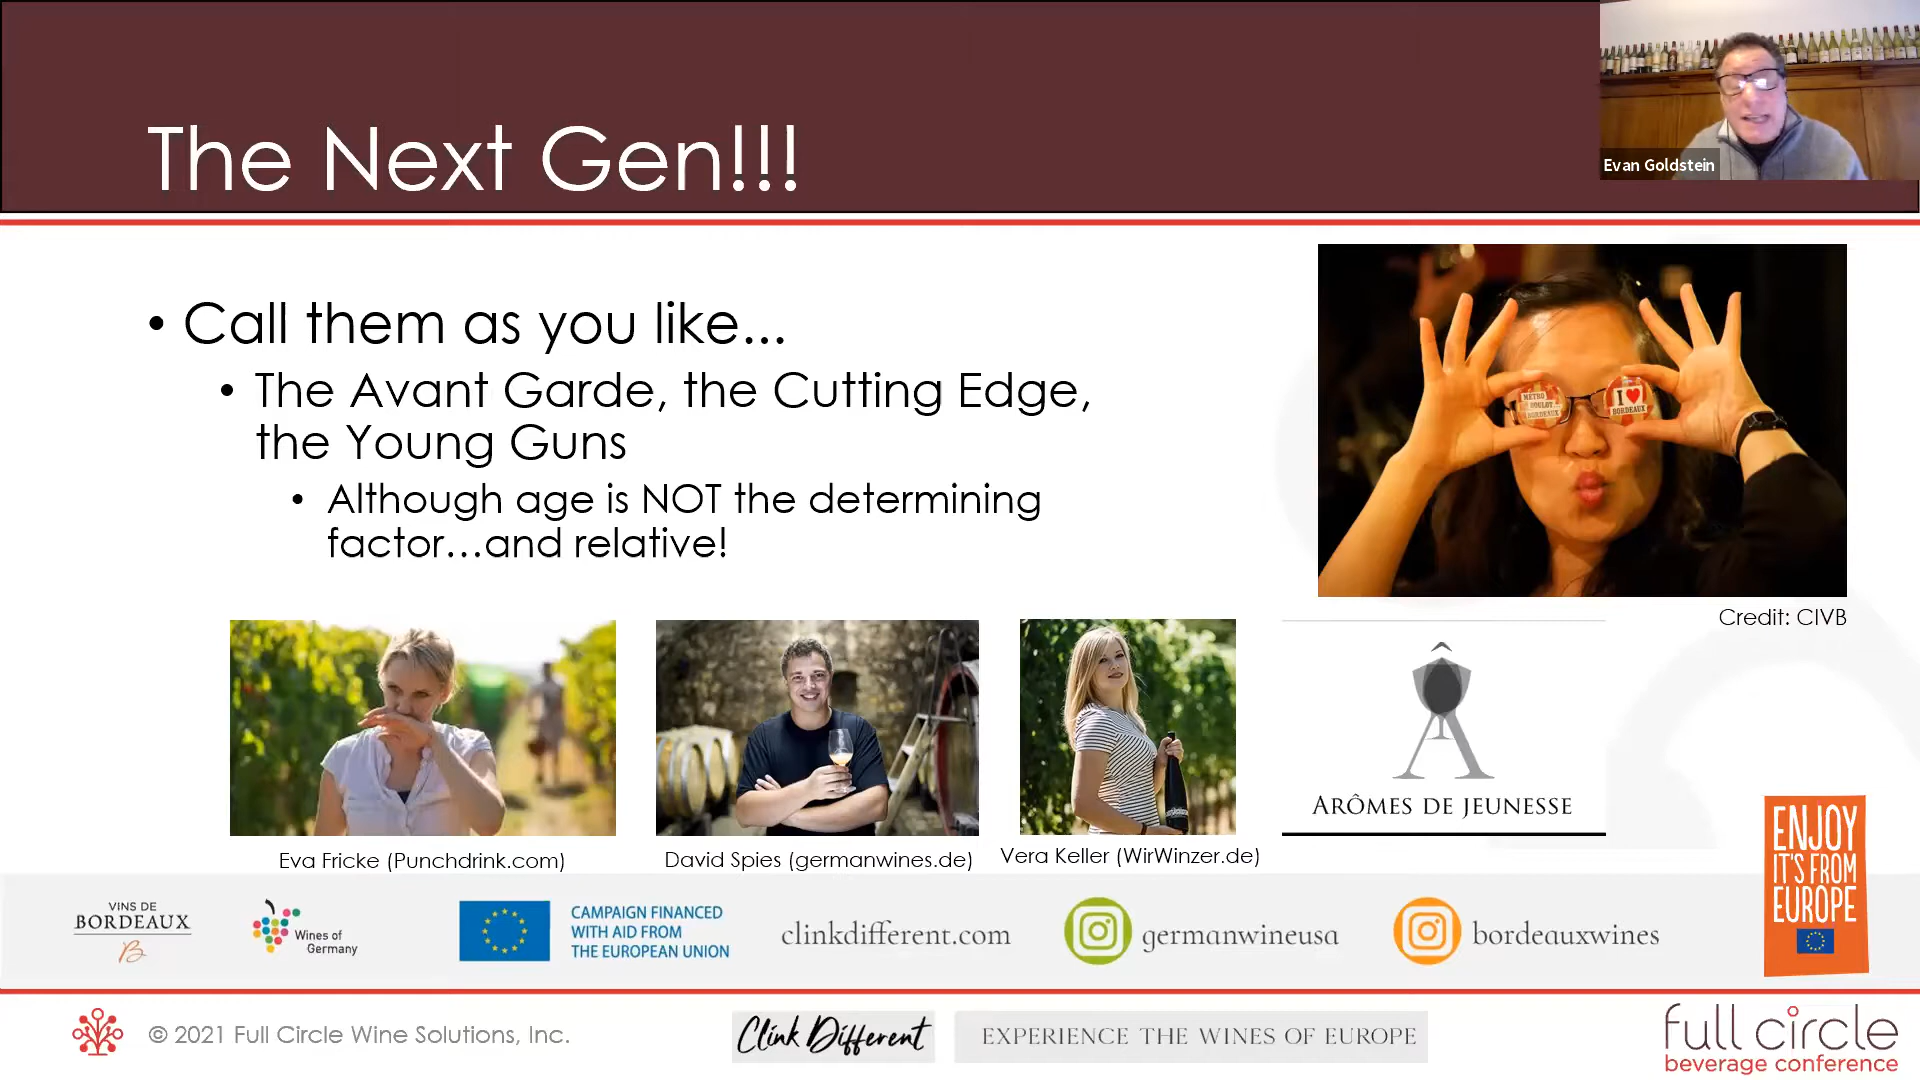 The Next Gen!!!
Evan Goldstein
• Call them as you like...
• The Avant Garde, the Cutting Edge,
the Young Guns
• Although age is NOT the determining
factor...and relative!
METRO
BOULOT
BORDEAUX
I ♥
BORDEAUX
Credit: CIVB
ARÔMES DE JEUNESSE
Eva Fricke (Punchdrink.com)
David Spies (germanwines.de)
Vera Keller (WirWinzer.de)
ENJOY
IT'S FROM
EUROPE
VINS DE
BORDEAUX
B
Wines of
Germany
CAMPAIGN FINANCED
WITH AID FROM
THE EUROPEAN UNION
clinkdifferent.com
germanwineusa
bordeauxwines
© 2021 Full Circle Wine Solutions, Inc.
Clink Different
EXPERIENCE THE WINES OF EUROPE
full circle
beverage conference